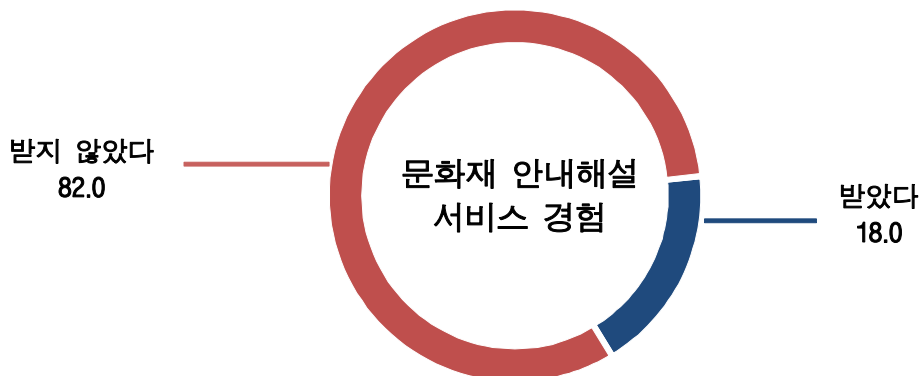 받지 않았다
82.0
문화재 안내해설
서비스 경험
받았다
18.0